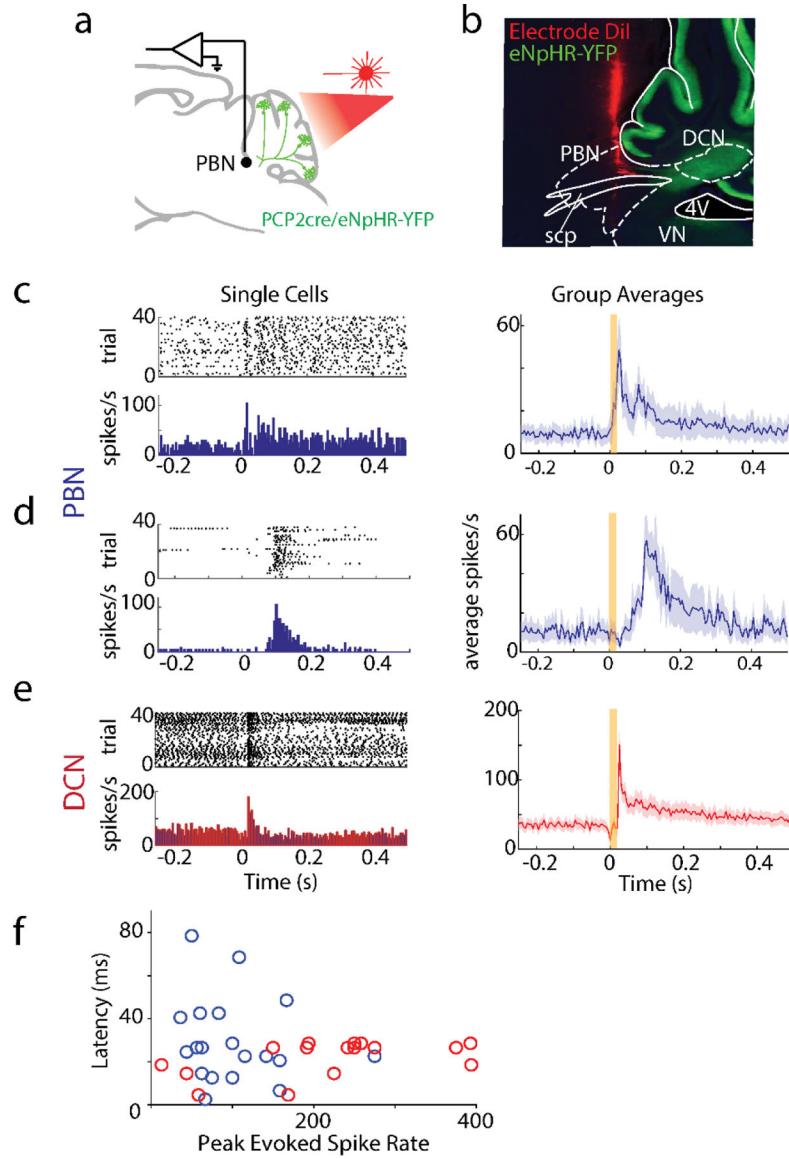 a
PBN
PCP2cre/eNpHR-YFP
b
Electrode DiI
eNpHR-YFP
PBN
DCN
scp
4V
VN
c
Single Cells
Group Averages
PBN
trial
40
0
spikes/s
100
0
-0.2 0 0.2 0.4
60
0
-0.2 0 0.2 0.4
d
trial
40
0
spikes/s
100
0
-0.2 0 0.2 0.4
average spikes/s
60
0
-0.2 0 0.2 0.4
e
DCN
trial
40
0
spikes/s
200
0
-0.2 0 0.2 0.4
Time (s)
200
100
0
-0.2 0 0.2 0.4
Time (s)
f
Latency (ms)
80
40
0
200 400
Peak Evoked Spike Rate